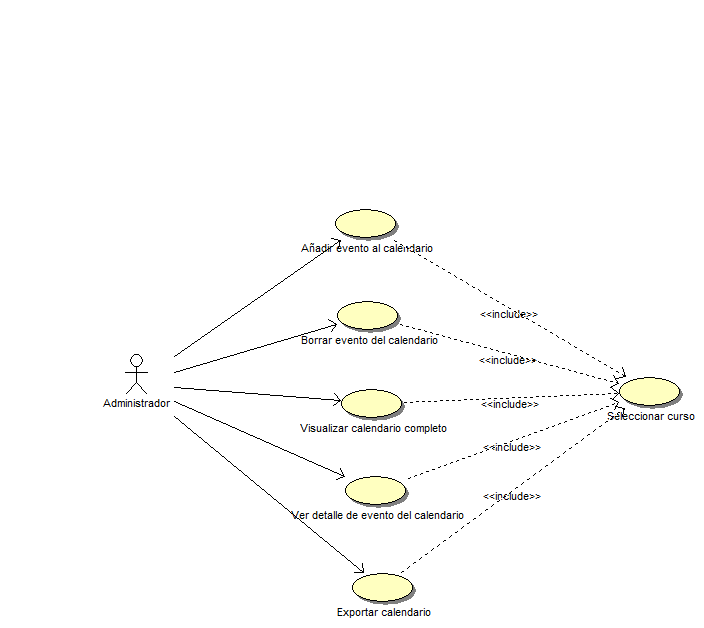 Añadir evento al calendario
<<include>>
Borrar evento del calendario
<<include>>
Administrador
Visualizar calendario completo
<<include>>
Seleccionar curso
<<include>>
Ver detalle de evento del calendario
<<include>>
Exportar calendario